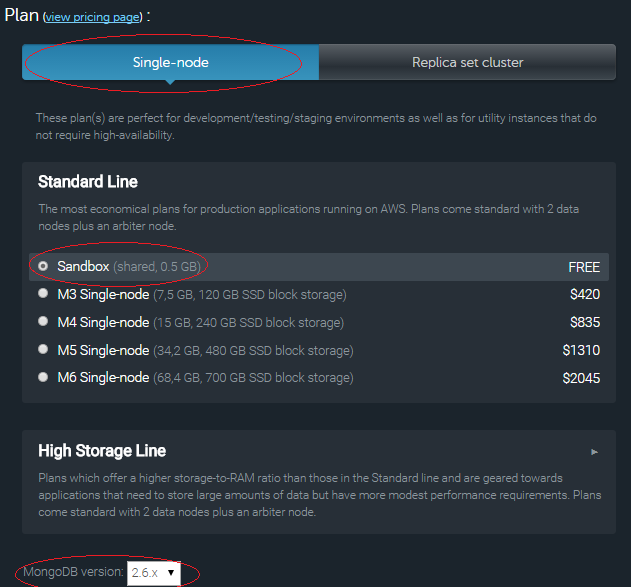 Plan (view pricing page) :
Single-node
Replica set cluster
These plan(s) are perfect for development/testing/staging environments as well as for utility instances that do
not require high-availability.
Standard Line
The most economical plans for production applications running on AWS. Plans come standard with 2 data
nodes plus an arbiter node.
Sandbox (shared, 0.5 GB) FREE
M3 Single-node (7,5 GB, 120 GB SSD block storage) $420
M4 Single-node (15 GB, 240 GB SSD block storage) $835
M5 Single-node (34,2 GB, 480 GB SSD block storage) $1310
M6 Single-node (68,4 GB, 700 GB SSD block storage) $2045
High Storage Line
Plans which offer a higher storage-to-RAM ratio than those in the Standard line and are geared towards
applications that need to store large amounts of data but have more modest performance requirements. Plans
come standard with 2 data nodes plus an arbiter node.
MongoDB version: 2.6.x